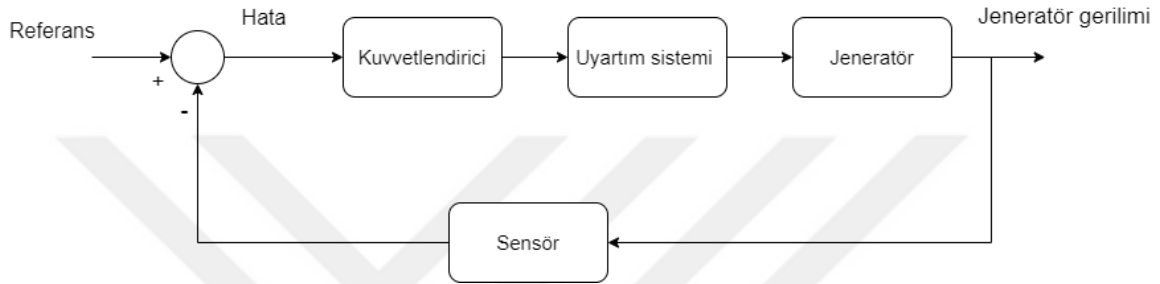 Referans
Hata
Jeneratör gerilimi
+
-
Kuvvetlendirici
Uyartım sistemi
Jeneratör
Sensör